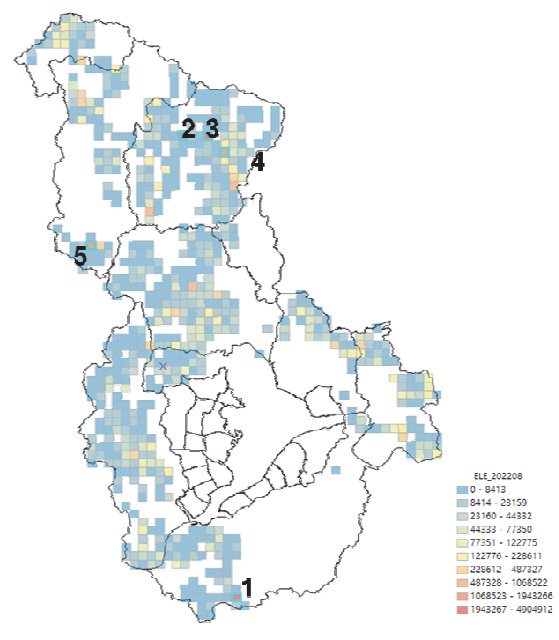 2 3
4
5
1
ELE_202208
0 - 8413
8414 - 23159
23160 - 44332
44333 - 77350
77351 - 122775
122776 - 228611
228612 - 487327
487328 - 1068522
1068523 - 1943266
1943267 - 4904912